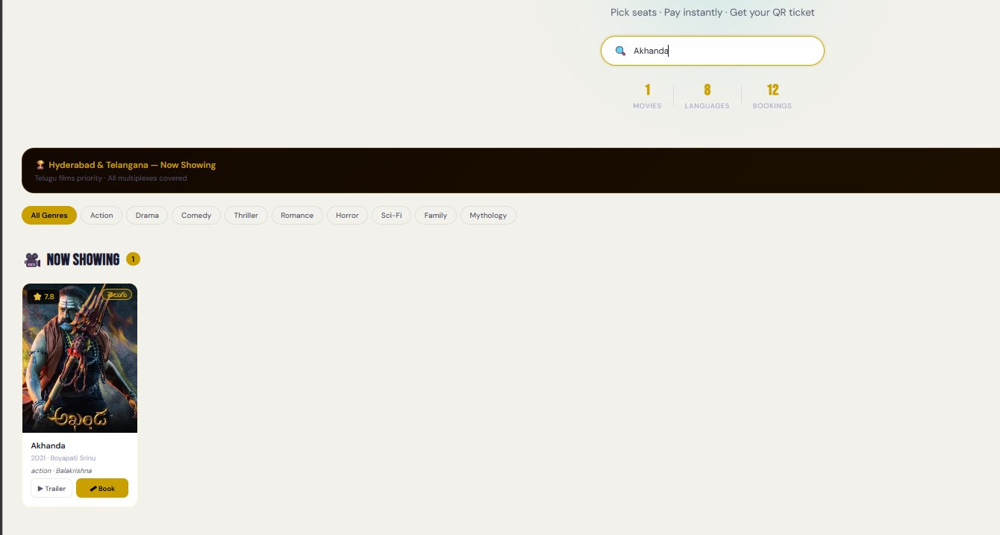 Pick seats · Pay instantly · Get your QR ticket
Akhanda
1
MOVIES
8
LANGUAGES
12
BOOKINGS
Hyderabad & Telangana — Now Showing
Telugu films priority · All multiplexes covered
All Genres
Action
Drama
Comedy
Thriller
Romance
Horror
Sci-Fi
Family
Mythology
NOW SHOWING 1
7.8
తెలుగు
అఖండ
Akhanda
2021 · Boyapati Srinu
action · Balakrishna
Trailer
Book